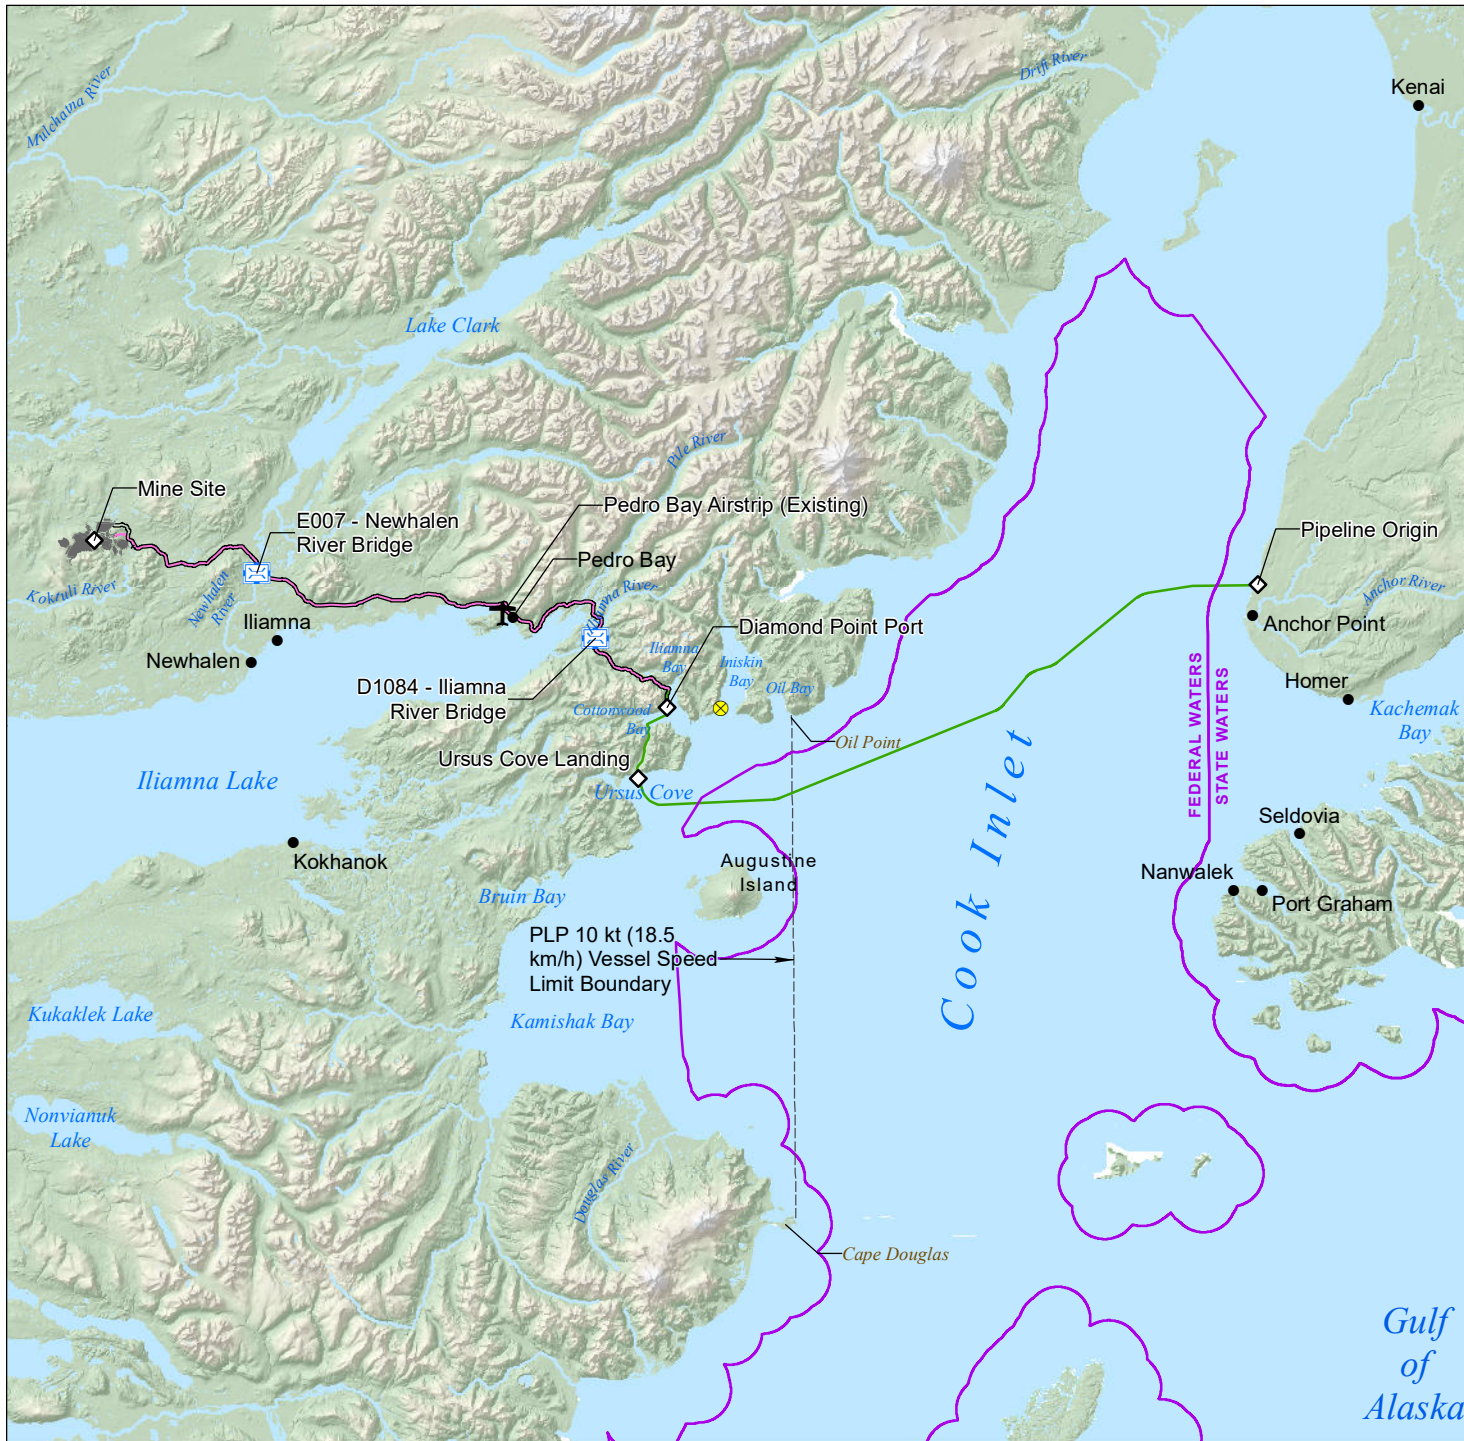 Drift River
Kenai
Mulchatna River
Lake Clark
Pile River
Mine Site
Pedro Bay Airstrip (Existing)
E007 - Newhalen
River Bridge
Pipeline Origin
Pedro Bay
Koktuli River
Newhalen
River
Iliamna River
Anchor River
Iliamna
Diamond Point Port
Anchor Point
Newhalen
Iliamna
Bay
Iniskin
Bay
Oil Bay
D1084 - Iliamna
River Bridge
Homer
Cottonwood
Bay
Kachemak
Bay
Oil Point
Ursus Cove Landing
Ursus Cove
Iliamna Lake
FEDERAL WATERS
STATE WATERS
Cook Inlet
Seldovia
Kokhanok
Augustine
Island
Nanwalek
Port Graham
Bruin Bay
PLP 10 kt (18.5
km/h) Vessel Speed
Limit Boundary
Kukaklek Lake
Kamishak Bay
Nonvianuk
Lake
Douglas River
Cape Douglas
Gulf
of
Alaska